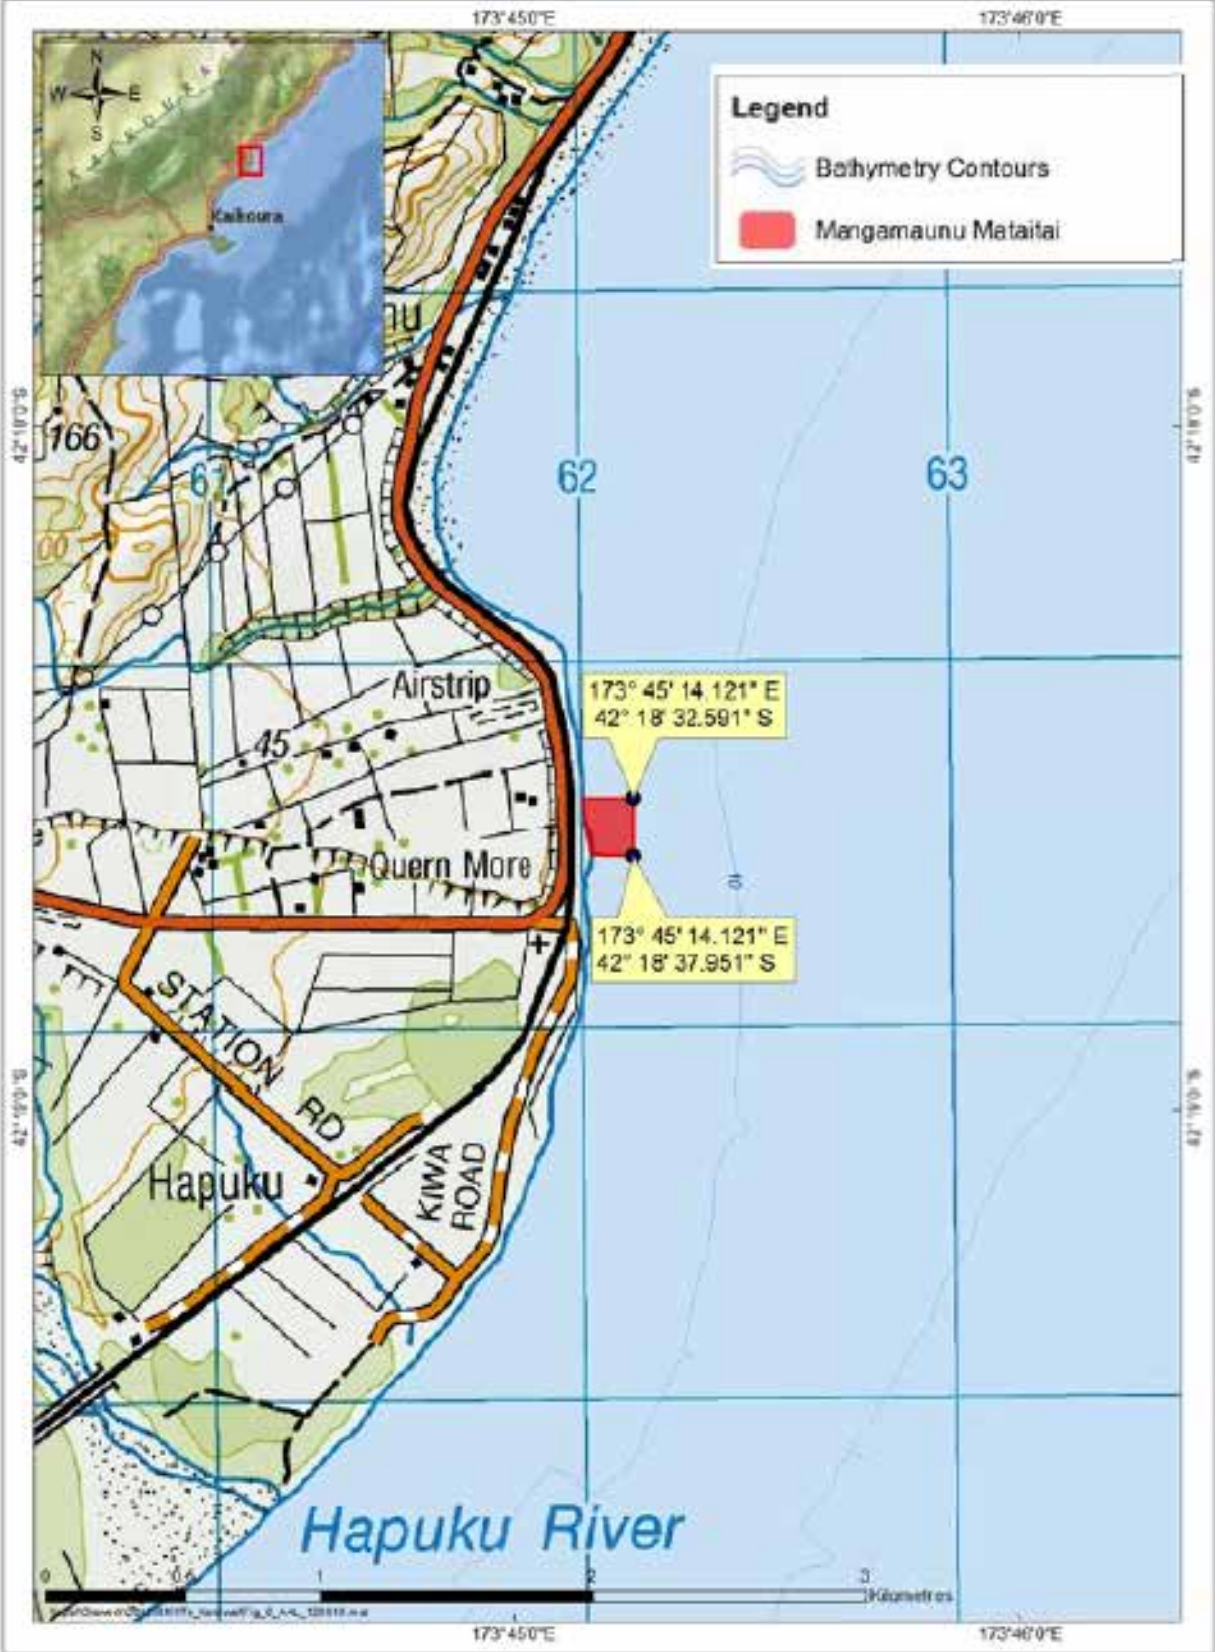 173°45'0"E
173°46'0"E
N
W
E
S
KAIKOURA
Kaikoura
Legend
Bathymetry Contours
Mangamaunu Mataitai
nu
42°18'0"S
42°18'0"S
166
61
62
63
Airstrip
173° 45' 14.121" E
42° 18' 32.591" S
45
Quern More
10
173° 45' 14.121" E
42° 18' 37.951" S
STATION
RD
42°19'0"S
42°19'0"S
KIWA
ROAD
Hapuku
Hapuku River
0
0.5
1
2
3
Kilometres
173°45'0"E
173°46'0"E